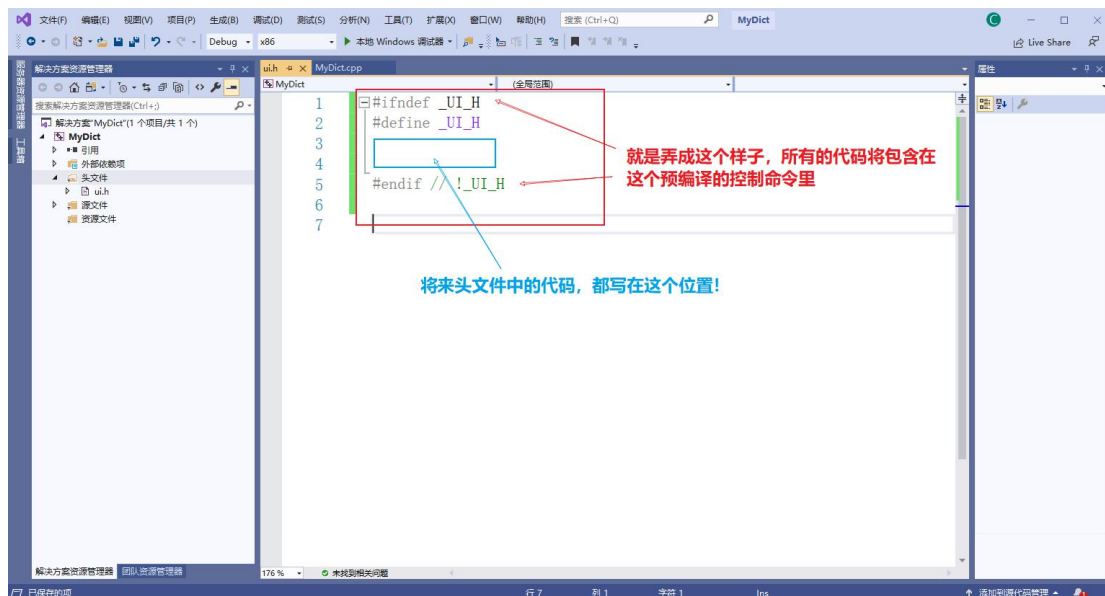 文件(F) 编辑(E) 视图(V) 项目(P) 生成(B) 调试(D) 测试(S) 分析(N) 工具(T) 扩展(X) 窗口(W) 帮助(H) 搜索 (Ctrl+Q) MyDict
Debug x86 本地 Windows 调试器 Live Share
解决方案资源管理器
搜索解决方案资源管理器(Ctrl+;)
解决方案"MyDict"(1 个项目/共 1 个)
MyDict
引用
外部依赖项
头文件
ui.h
源文件
资源文件
解决方案资源管理器 团队资源管理器
工具箱
ui.h MyDict.cpp
MyDict (全局范围)
1 #ifndef _UI_H
2 #define _UI_H
3
4
5 #endif // !_UI_H
6
7
就是弄成这个样子，所有的代码将包含在
这个预编译的控制命令里
将来头文件中的代码，都写在这个位置！
176 % 未找到相关问题
属性
已保存的项 行 7 列 1 字符 1 Ins 添加到源代码管理